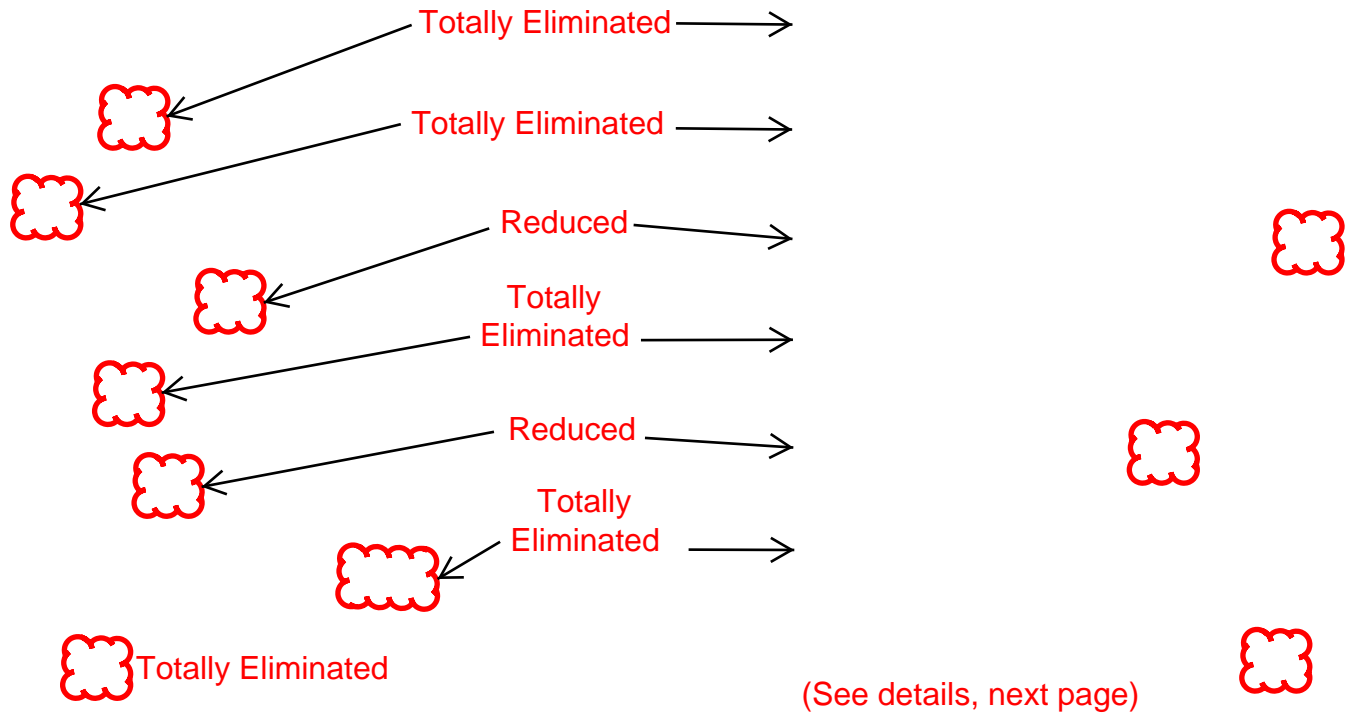 Totally Eliminated
Totally Eliminated
Reduced
Totally
Eliminated
Reduced
Totally
Eliminated
Totally Eliminated
(See details, next page)